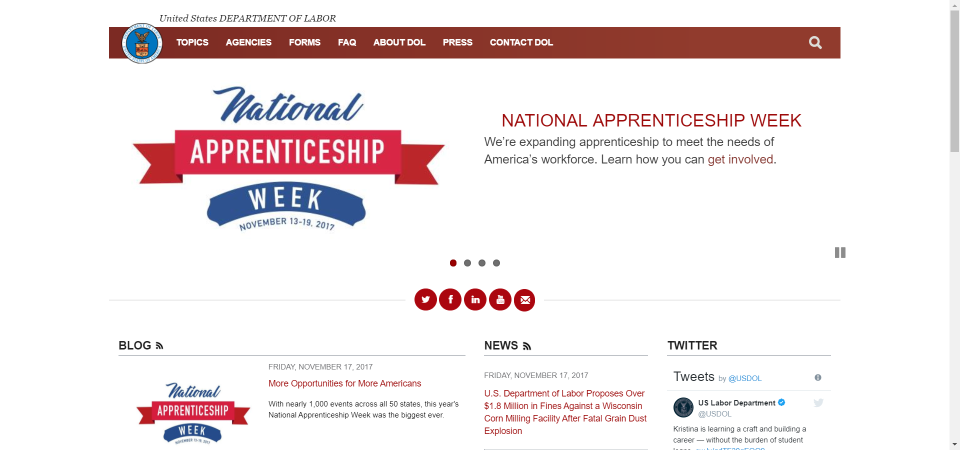 United States DEPARTMENT OF LABOR
TOPICS AGENCIES FORMS FAQ ABOUT DOL PRESS CONTACT DOL
National
APPRENTICESHIP
WEEK
NOVEMBER 13-19, 2017
NATIONAL APPRENTICESHIP WEEK
We're expanding apprenticeship to meet the needs of
America's workforce. Learn how you can get involved.
BLOG
FRIDAY, NOVEMBER 17, 2017
More Opportunities for More Americans
With nearly 1,000 events across all 50 states, this year's
National Apprenticeship Week was the biggest ever.
National
APPRENTICESHIP
WEEK
NEWS
FRIDAY, NOVEMBER 17, 2017
U.S. Department of Labor Proposes Over
$1.8 Million in Fines Against a Wisconsin
Corn Milling Facility After Fatal Grain Dust
Explosion
TWITTER
Tweets by @USDOL
US Labor Department
@USDOL
Kristina is learning a craft and building a
career — without the burden of student